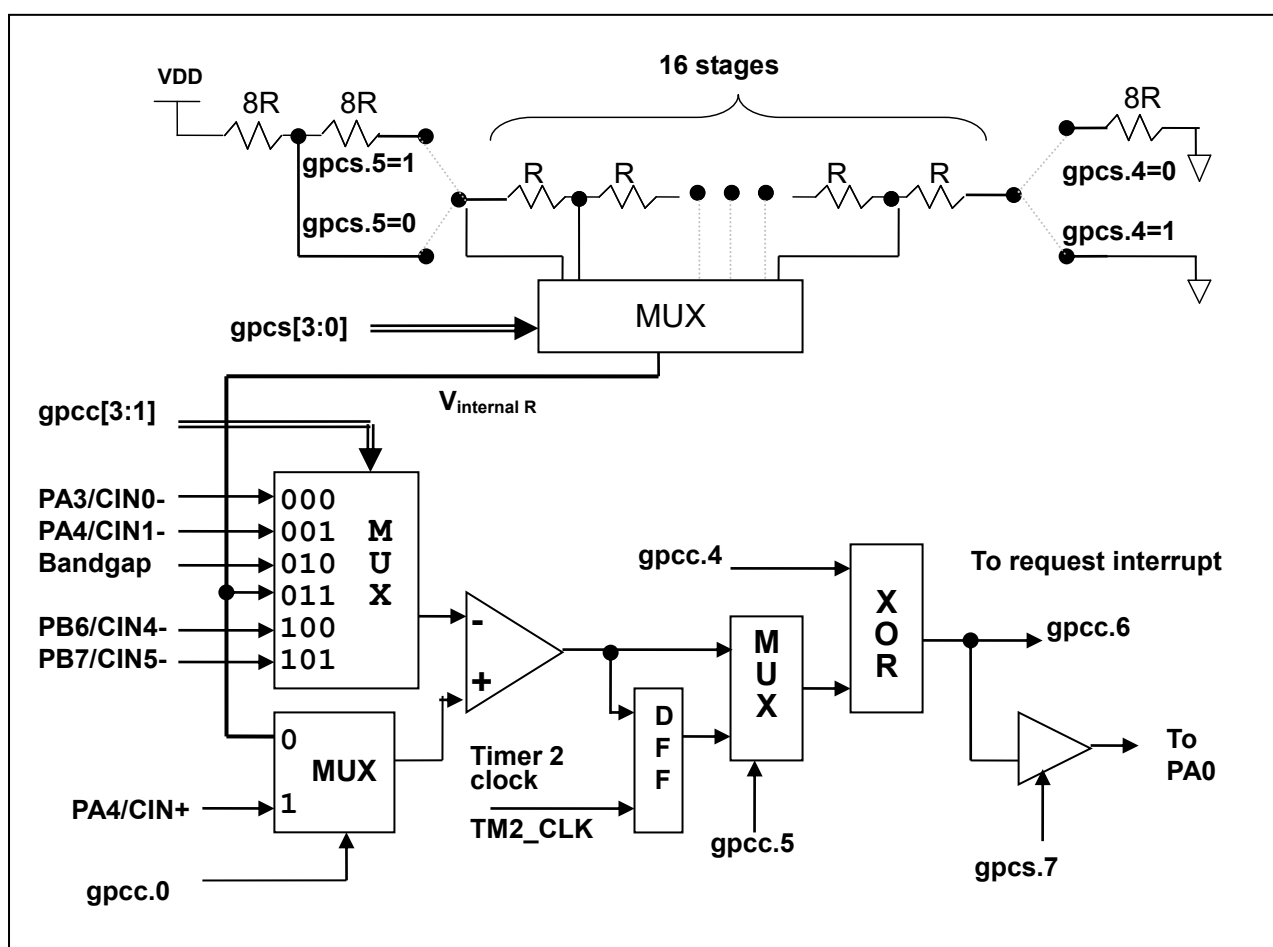 16 stages
VDD
8R
8R
8R
gpcs.5=1
R
R
R
R
gpcs.4=0
gpcs.5=0
gpcs.4=1
MUX
gpcs[3:0]
Vinternal R
gpcc[3:1]
PA3/CIN0-
000
PA4/CIN1-
001
Bandgap
010
011
PB6/CIN4-
100
PB7/CIN5-
101
M
U
X
-
+
gpcc.4
To request interrupt
X
O
R
gpcc.6
M
U
X
D
F
F
0
MUX
1
PA4/CIN+
gpcc.0
Timer 2
clock
TM2_CLK
gpcc.5
To
PA0
gpcs.7